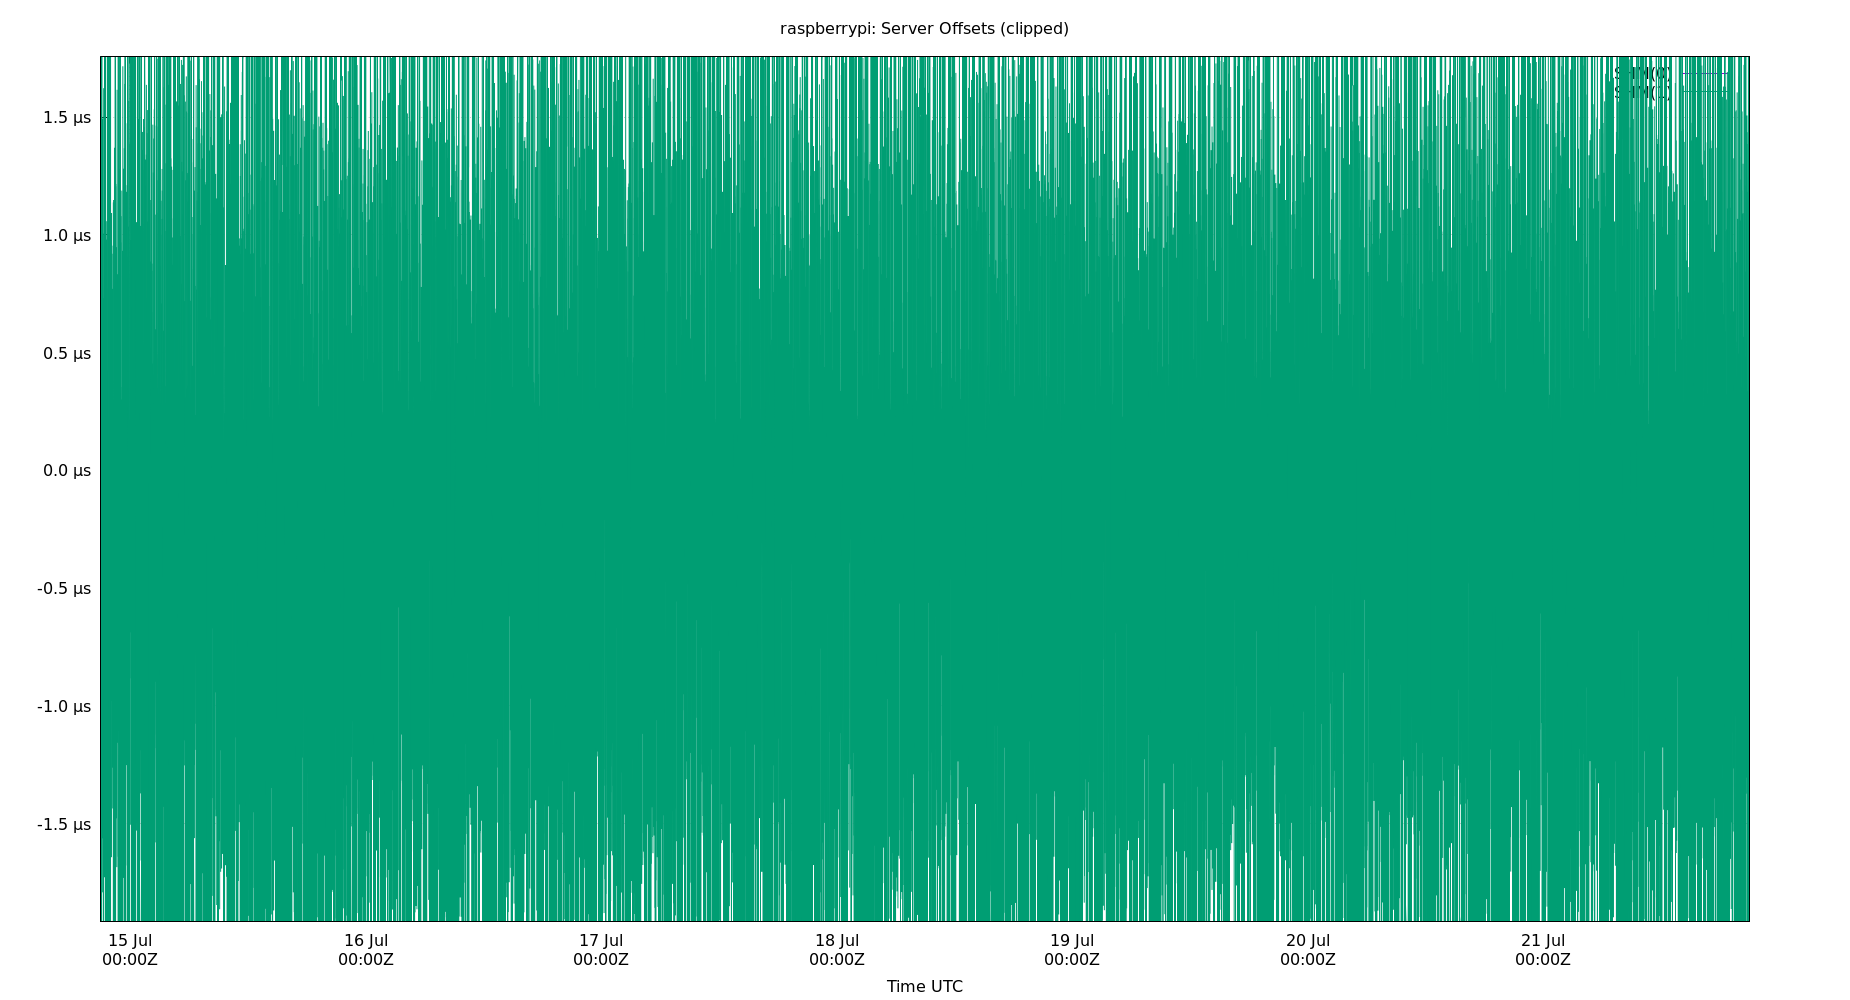 raspberrypi: Server Offsets (clipped)
1.5 µs
1.0 µs
0.5 µs
0.0 µs
-0.5 µs
-1.0 µs
-1.5 µs
15 Jul
00:00Z
16 Jul
00:00Z
17 Jul
00:00Z
18 Jul
00:00Z
19 Jul
00:00Z
20 Jul
00:00Z
21 Jul
00:00Z
Time UTC